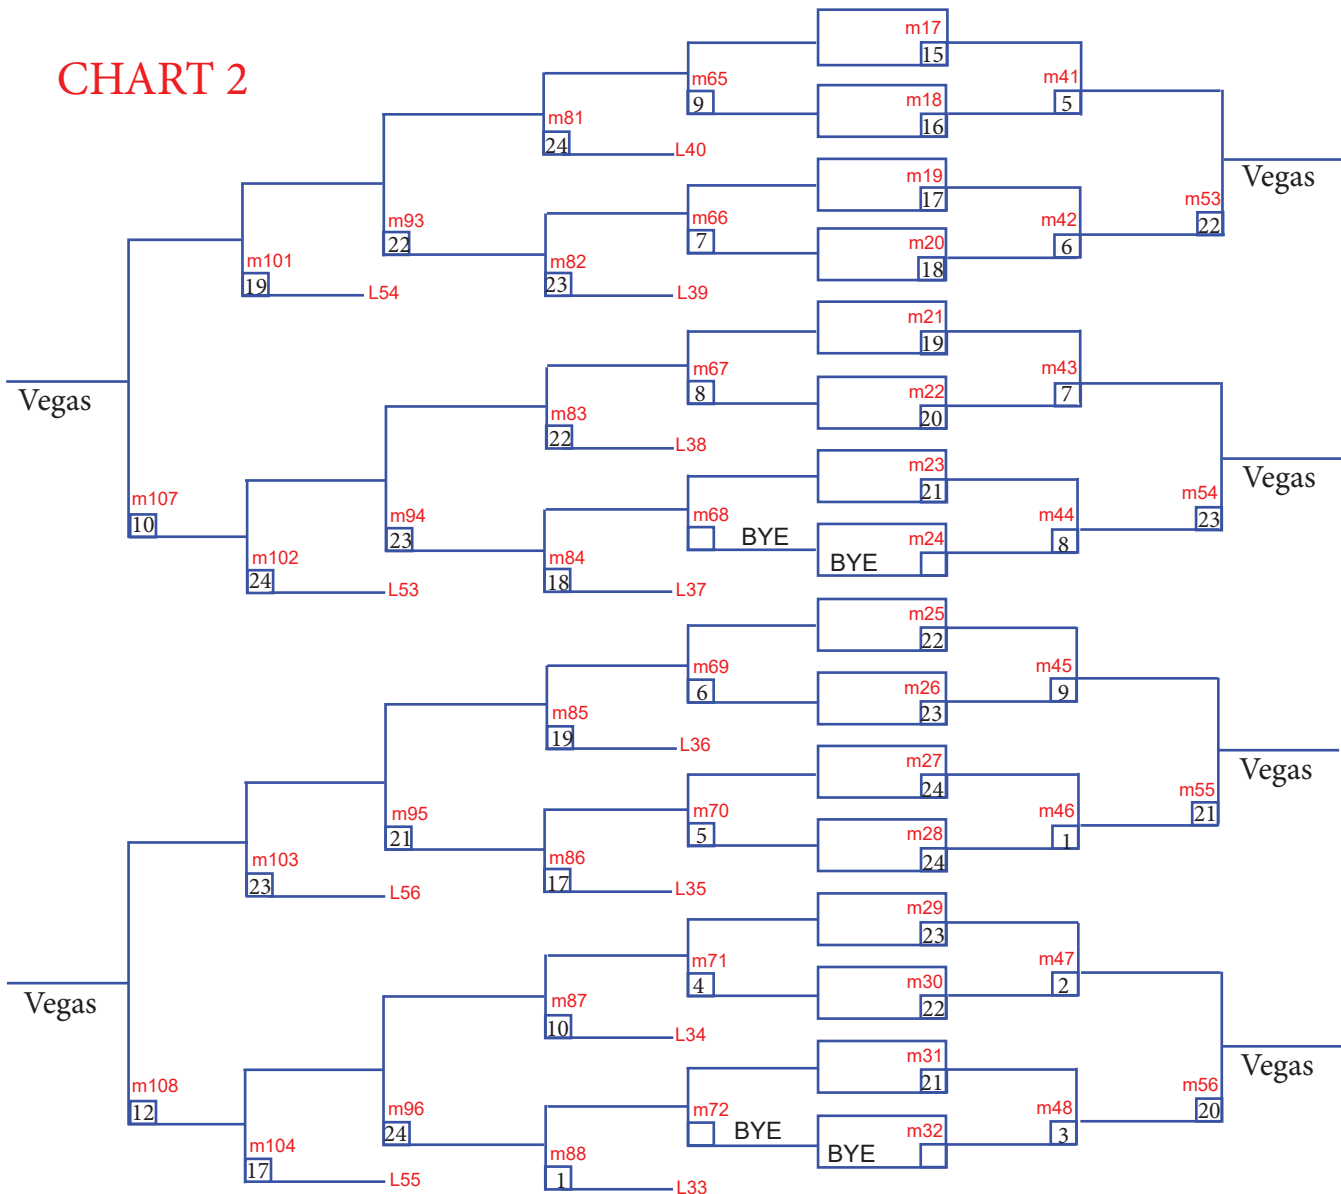 CHART 2
m17
15
m65
9
m41
5
m18
16
m81
24
L40
m19
17
Vegas
m53
22
m66
7
m42
6
m93
22
m20
18
m101
19
L54
m82
23
L39
m21
19
m67
8
m43
7
Vegas
m83
22
m22
20
L38
m23
21
Vegas
m107
10
m94
23
m68
BYE
m44
8
m54
23
m24
BYE
m102
24
L53
m84
18
L37
m25
22
m69
6
m45
9
m26
23
m85
19
L36
m27
24
Vegas
m95
21
m70
5
m46
1
m55
21
m103
23
L56
m86
17
L35
m28
24
m29
23
m71
4
m47
2
Vegas
m87
10
L34
m30
22
m31
21
Vegas
m108
12
m96
24
m72
BYE
m48
3
m56
20
m32
BYE
m104
17
L55
m88
1
L33